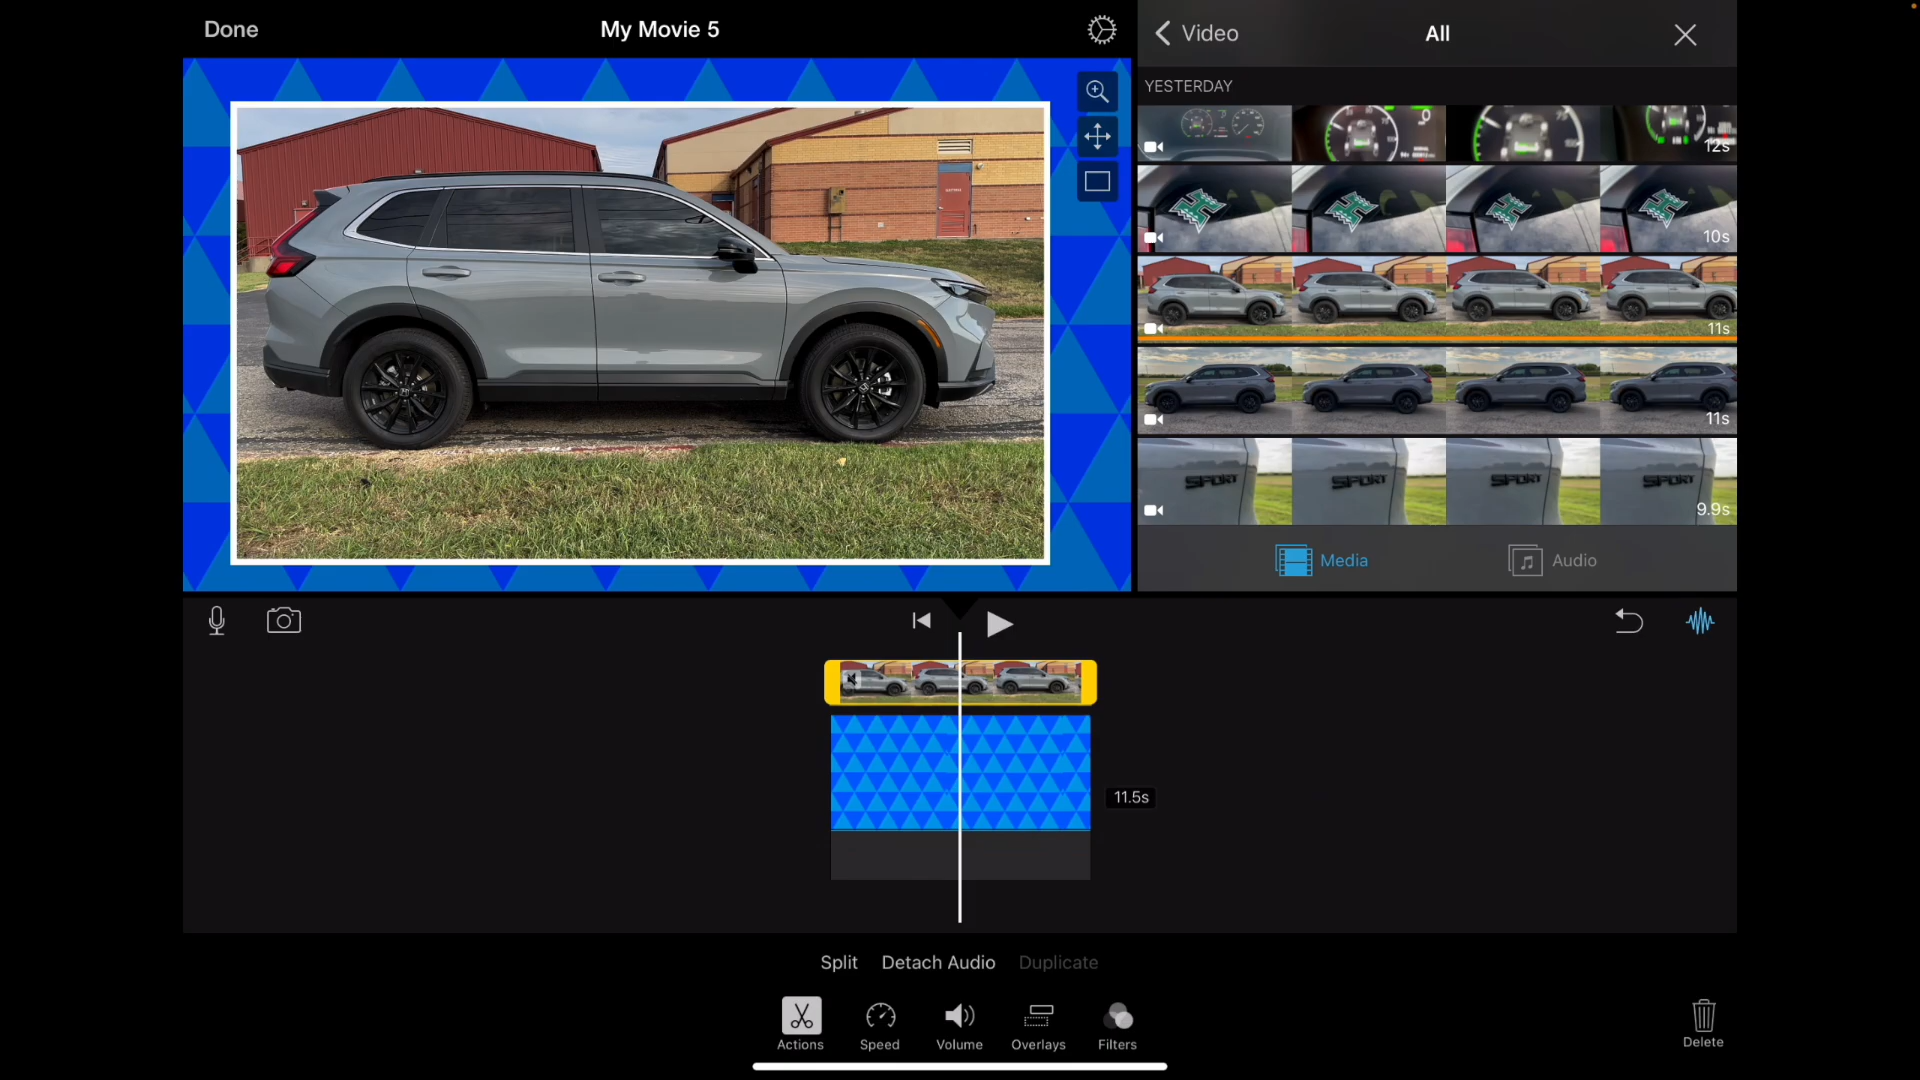 Done
My Movie 5
Video
All
YESTERDAY
12s
10s
11s
11s
SPORT SPORT SPORT SPORT
9.9s
Media
Audio
11.5s
Split
Detach Audio
Duplicate
Actions
Speed
Volume
Overlays
Filters
Delete